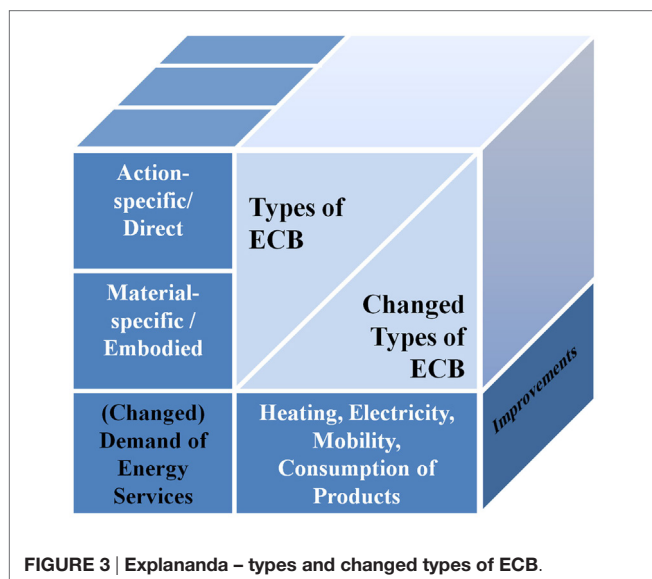 Action-
specific/
Direct
Types of
ECB
Material-
specific /
Embodied
Changed
Types of
ECB
(Changed)
Demand of
Energy
Services
Heating, Electricity,
Mobility,
Consumption of
Products
Improvements
FIGURE 3 | Explananda – types and changed types of ECB.